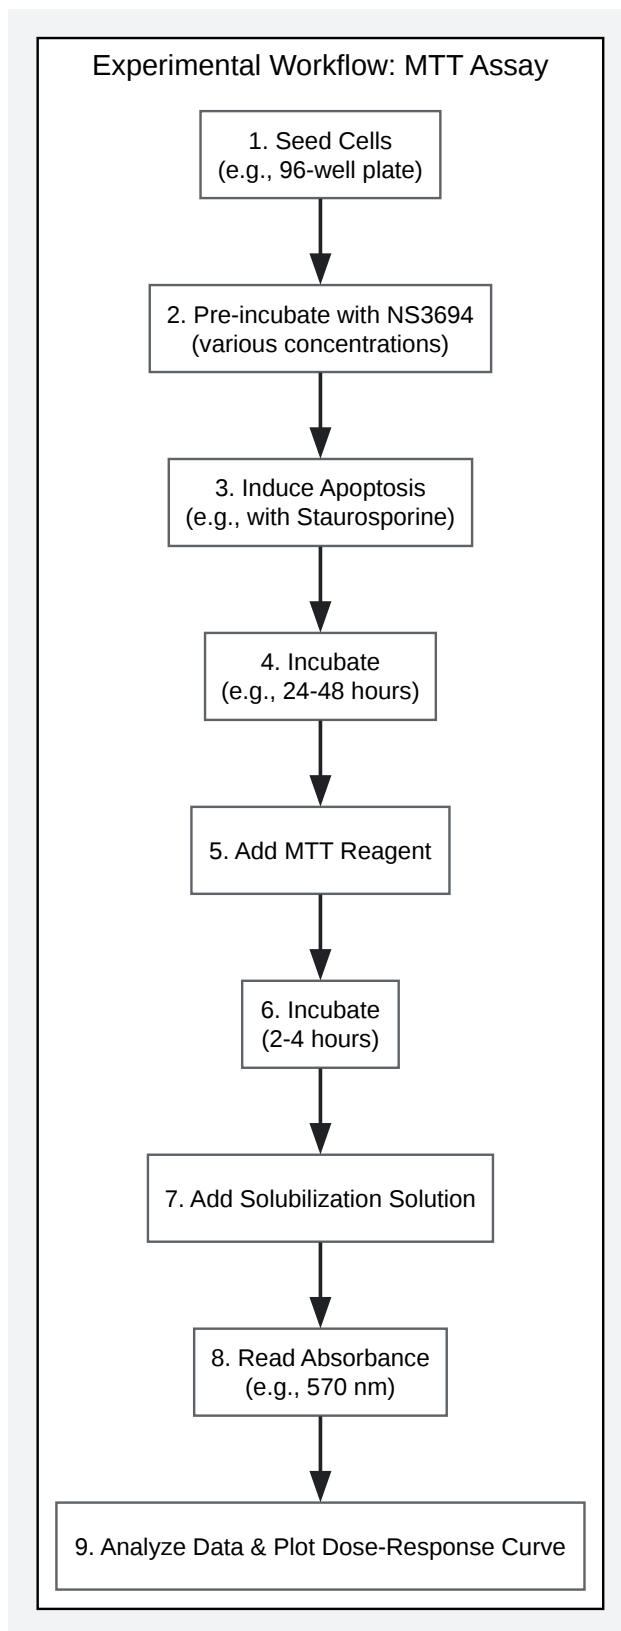 Experimental Workflow: MTT Assay
1. Seed Cells
(e.g., 96-well plate)
2. Pre-incubate with NS3694
(various concentrations)
3. Induce Apoptosis
(e.g., with Staurosporine)
4. Incubate
(e.g., 24-48 hours)
5. Add MTT Reagent
6. Incubate
(2-4 hours)
7. Add Solubilization Solution
8. Read Absorbance
(e.g., 570 nm)
9. Analyze Data & Plot Dose-Response Curve